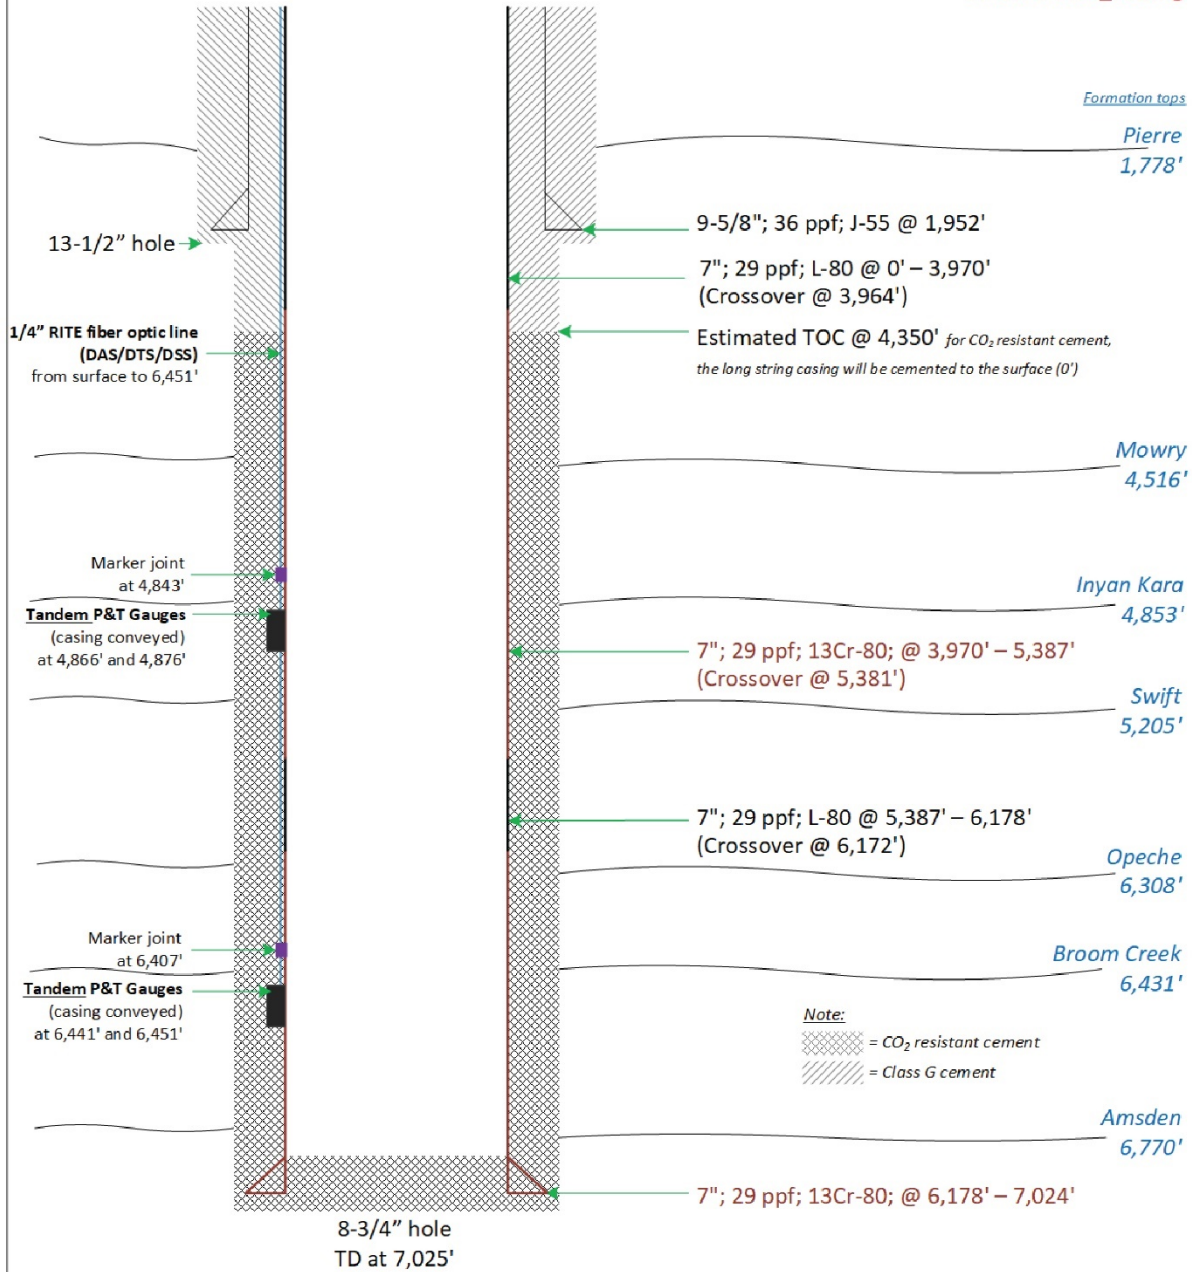 Formation tops
Pierre
1,778'
9-5/8"; 36 ppf; J-55 @ 1,952'
13-1/2” hole
7"; 29 ppf; L-80 @ 0' – 3,970'
(Crossover @ 3,964')
1/4” RITE fiber optic line
(DAS/DTS/DSS)
from surface to 6,451'
Estimated TOC @ 4,350' for CO₂ resistant cement,
the long string casing will be cemented to the surface (0')
Mowry
4,516'
Marker joint
at 4,843'
Inyan Kara
4,853'
Tandem P&T Gauges
(casing conveyed)
at 4,866' and 4,876'
7"; 29 ppf; 13Cr-80; @ 3,970' – 5,387'
(Crossover @ 5,381')
Swift
5,205'
7"; 29 ppf; L-80 @ 5,387' – 6,178'
(Crossover @ 6,172')
Opeche
6,308'
Marker joint
at 6,407'
Broom Creek
6,431'
Tandem P&T Gauges
(casing conveyed)
at 6,441' and 6,451'
Note:
= CO₂ resistant cement
= Class G cement
Amsden
6,770'
7"; 29 ppf; 13Cr-80; @ 6,178' – 7,024'
8-3/4” hole
TD at 7,025'